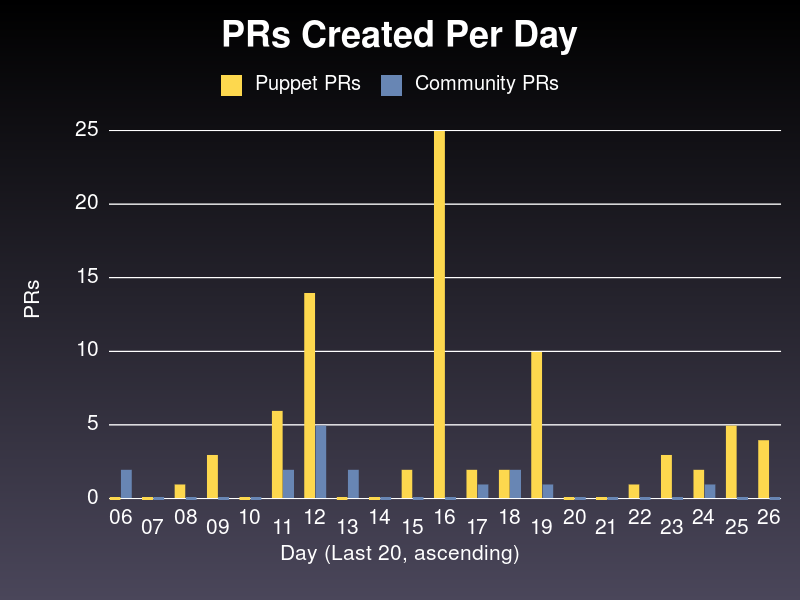 PRs Created Per Day
Puppet PRs Community PRs
25
20
15
10
5
0
PRs
06 07 08 09 10 11 12 13 14 15 16 17 18 19 20 21 22 23 24 25 26
Day (Last 20, ascending)